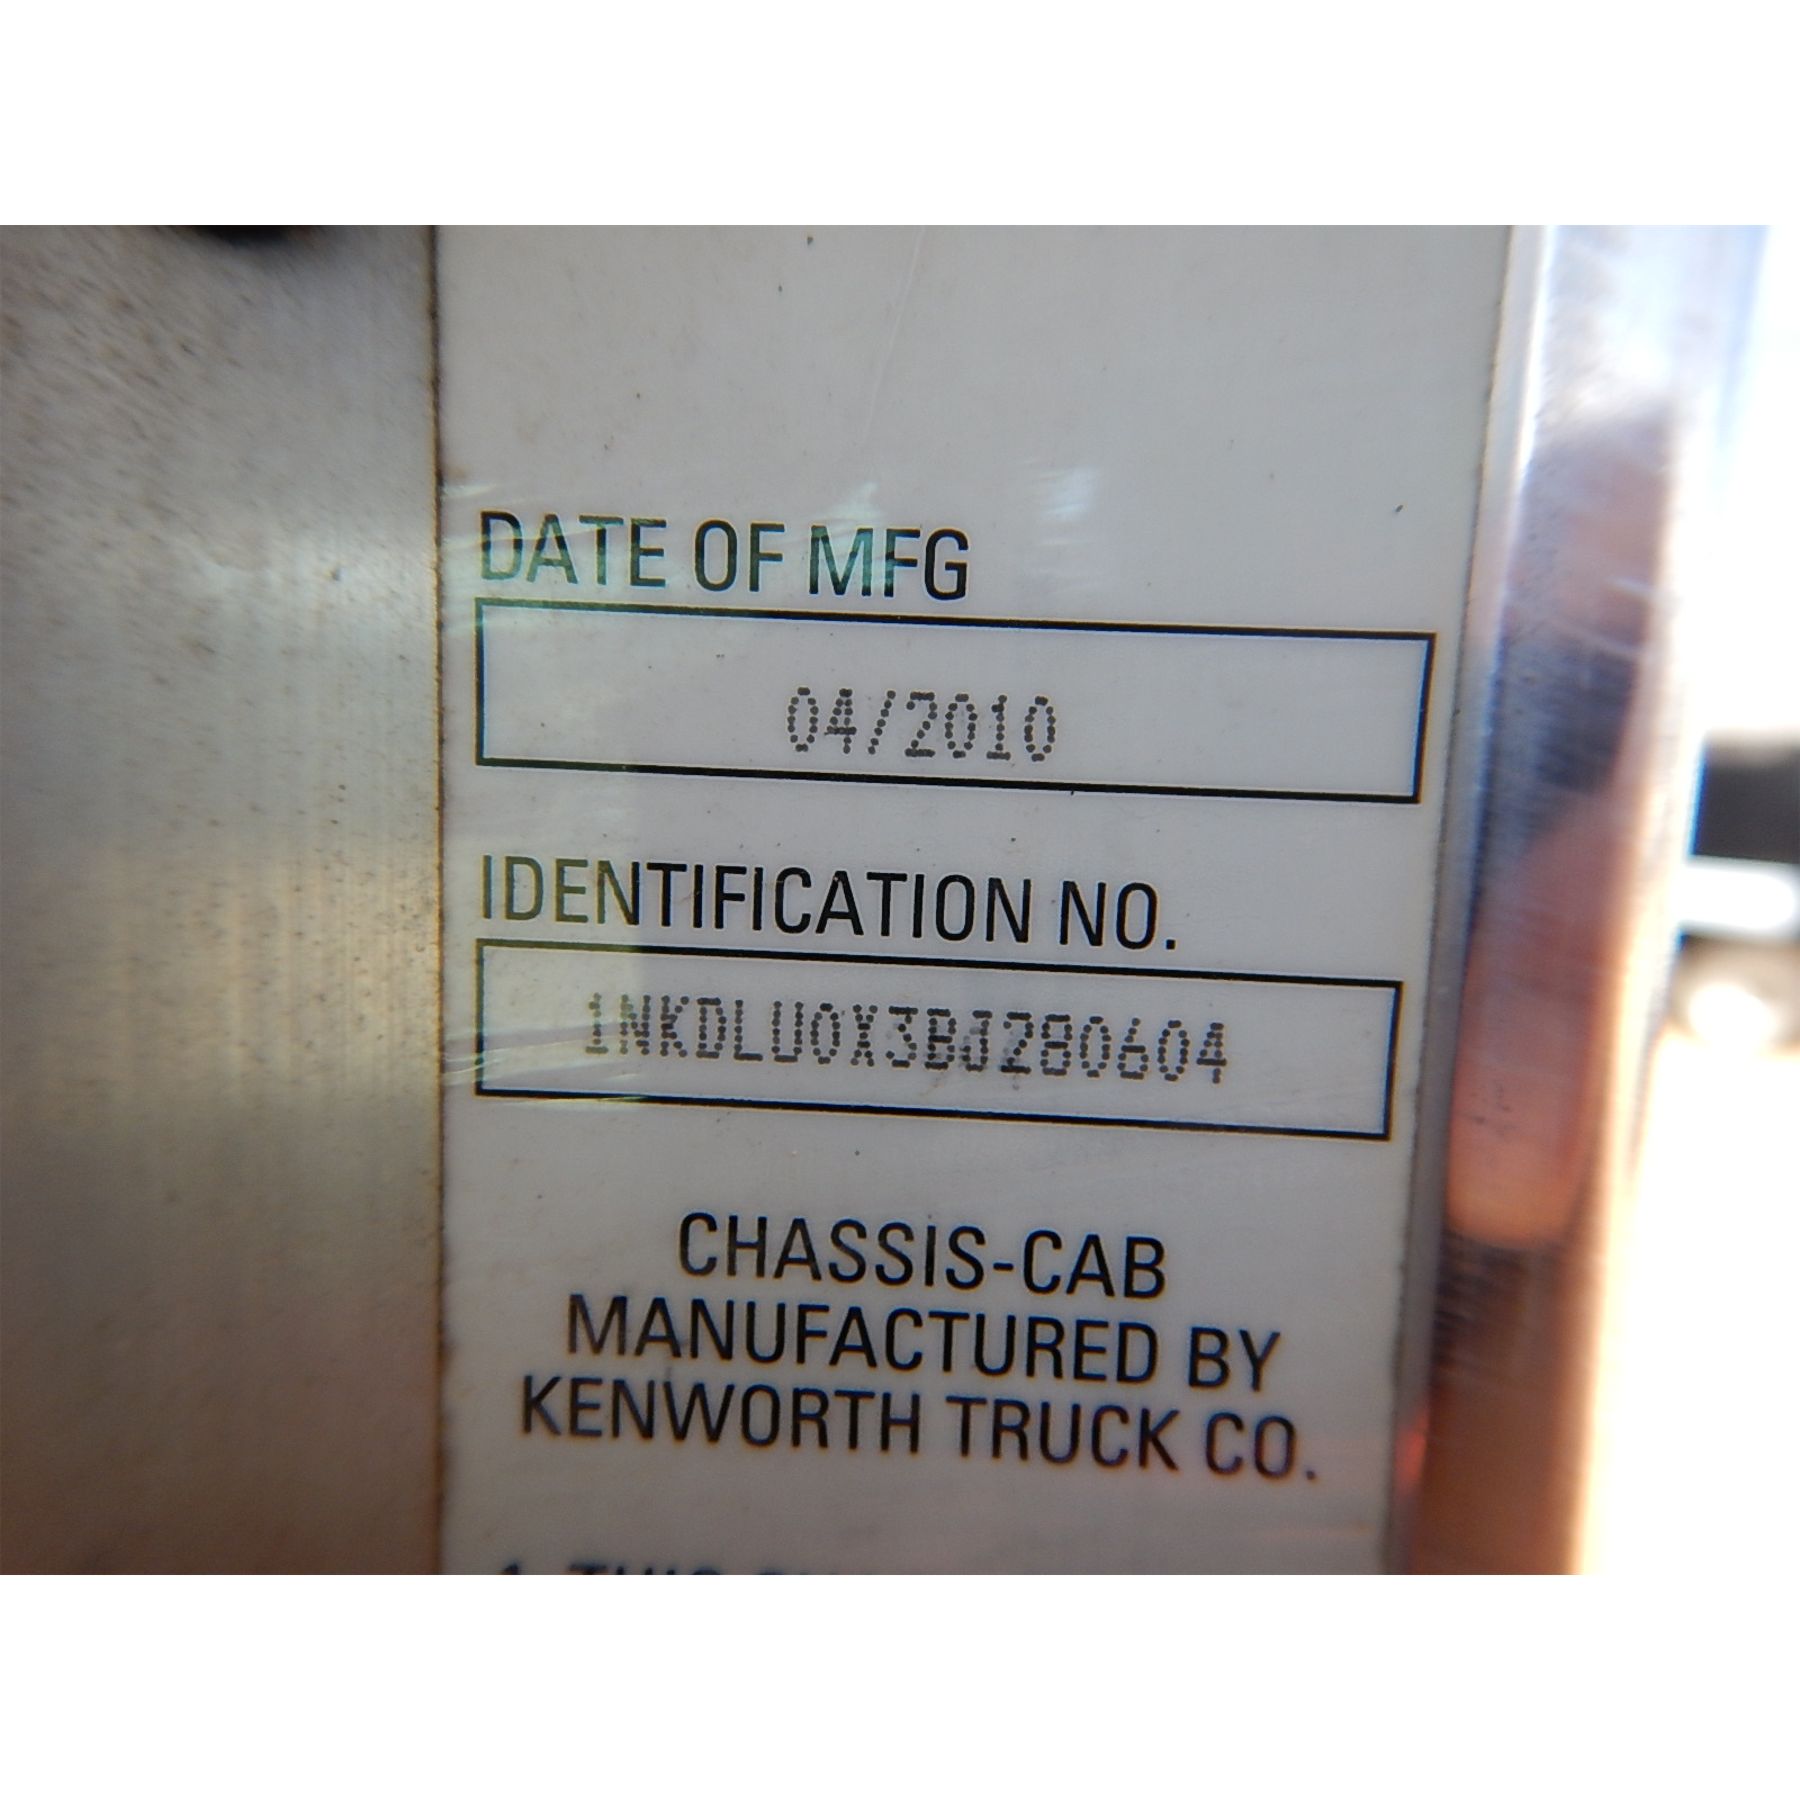 DATE OF MFG
04/2010
IDENTIFICATION NO.
1NKDLU0X3BJ280604
CHASSIS-CAB
MANUFACTURED BY
KENWORTH TRUCK CO.